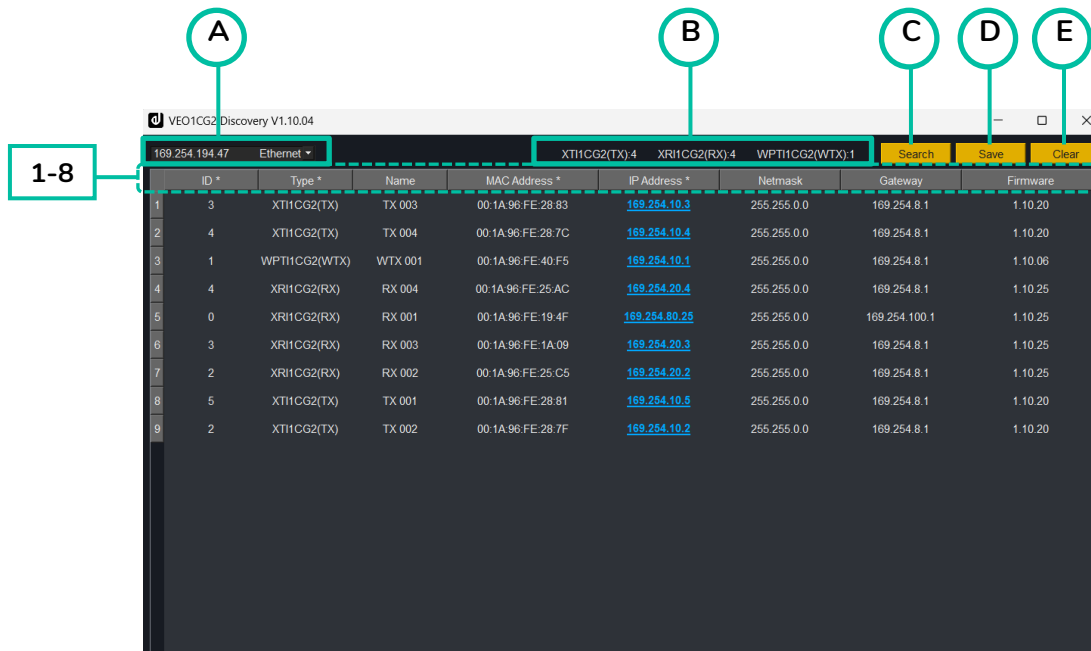 A B C D E
VEO1CG2 Discovery V1.10.04
169.254.194.47 Ethernet XTI1CG2(TX):4 XRI1CG2(RX):4 WPTI1CG2(WTX):1 Search Save Clear
1-8
ID * Type * Name MAC Address * IP Address * Netmask Gateway Firmware
1 3 XTI1CG2(TX) TX 003 00:1A:96:FE:28:83 169.254.10.3 255.255.0.0 169.254.8.1 1.10.20
2 4 XTI1CG2(TX) TX 004 00:1A:96:FE:28:7C 169.254.10.4 255.255.0.0 169.254.8.1 1.10.20
3 1 WPTI1CG2(WTX) WTX 001 00:1A:96:FE:40:F5 169.254.10.1 255.255.0.0 169.254.8.1 1.10.06
4 4 XRI1CG2(RX) RX 004 00:1A:96:FE:25:AC 169.254.20.4 255.255.0.0 169.254.8.1 1.10.25
5 0 XRI1CG2(RX) RX 001 00:1A:96:FE:19:4F 169.254.80.25 255.255.0.0 169.254.100.1 1.10.25
6 3 XRI1CG2(RX) RX 003 00:1A:96:FE:1A:09 169.254.20.3 255.255.0.0 169.254.8.1 1.10.25
7 2 XRI1CG2(RX) RX 002 00:1A:96:FE:25:C5 169.254.20.2 255.255.0.0 169.254.8.1 1.10.25
8 5 XTI1CG2(TX) TX 001 00:1A:96:FE:28:81 169.254.10.5 255.255.0.0 169.254.8.1 1.10.20
9 2 XTI1CG2(TX) TX 002 00:1A:96:FE:28:7F 169.254.10.2 255.255.0.0 169.254.8.1 1.10.20